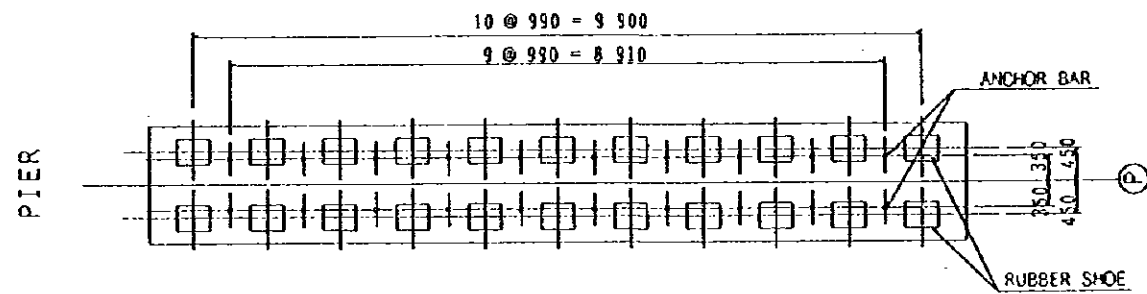 10 @ 990 = 9 900
9 @ 990 = 8 910
ANCHOR BAR
PIER
350 350
450 450
P
RUBBER SHOE